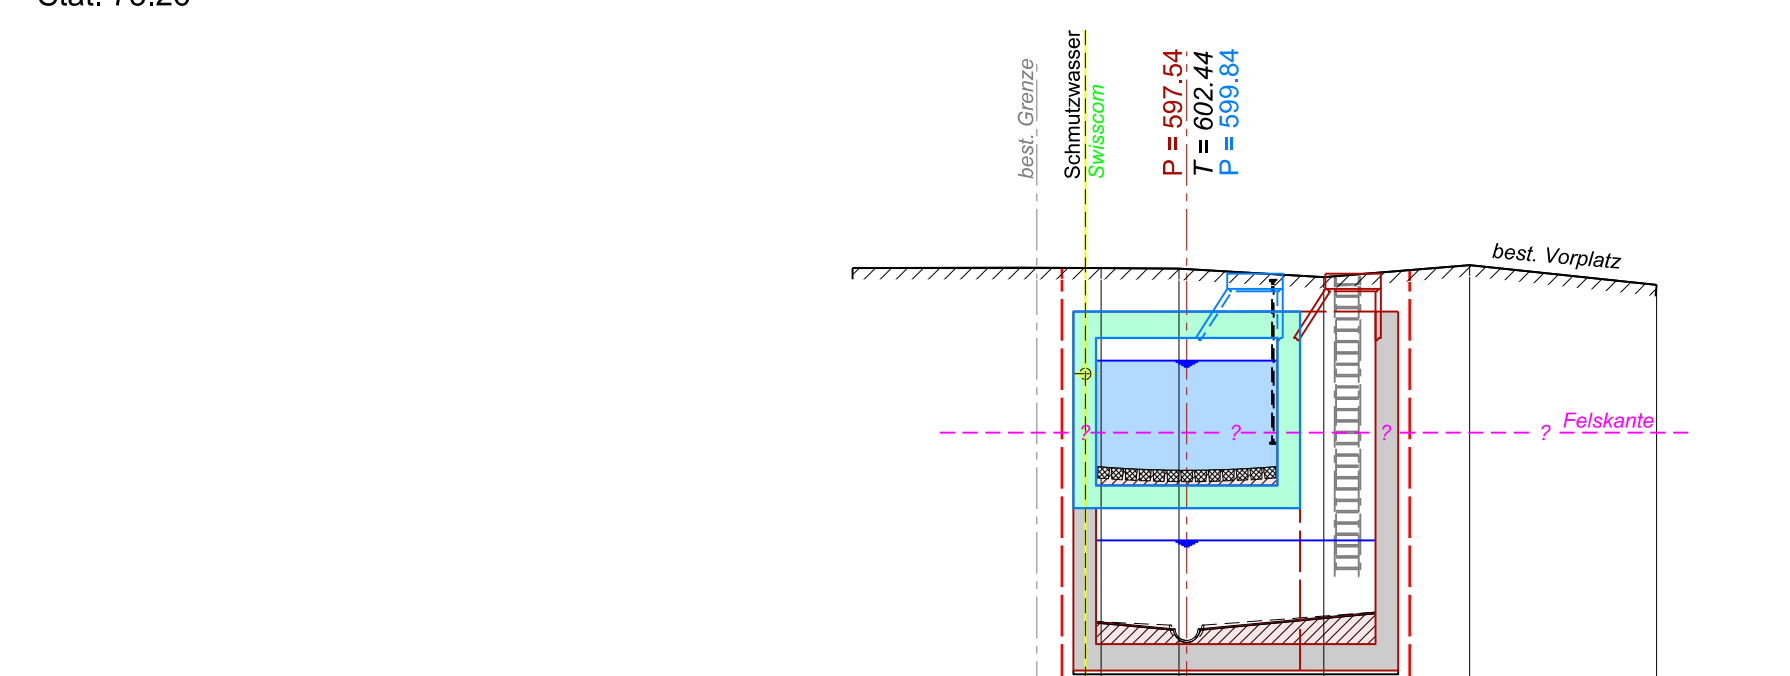 best. Grenze
Schmutzwasser
Swisscom
P = 597.54
T = 602.44
P = 599.84
best. Vorplatz
Felskante
? ? ? ?